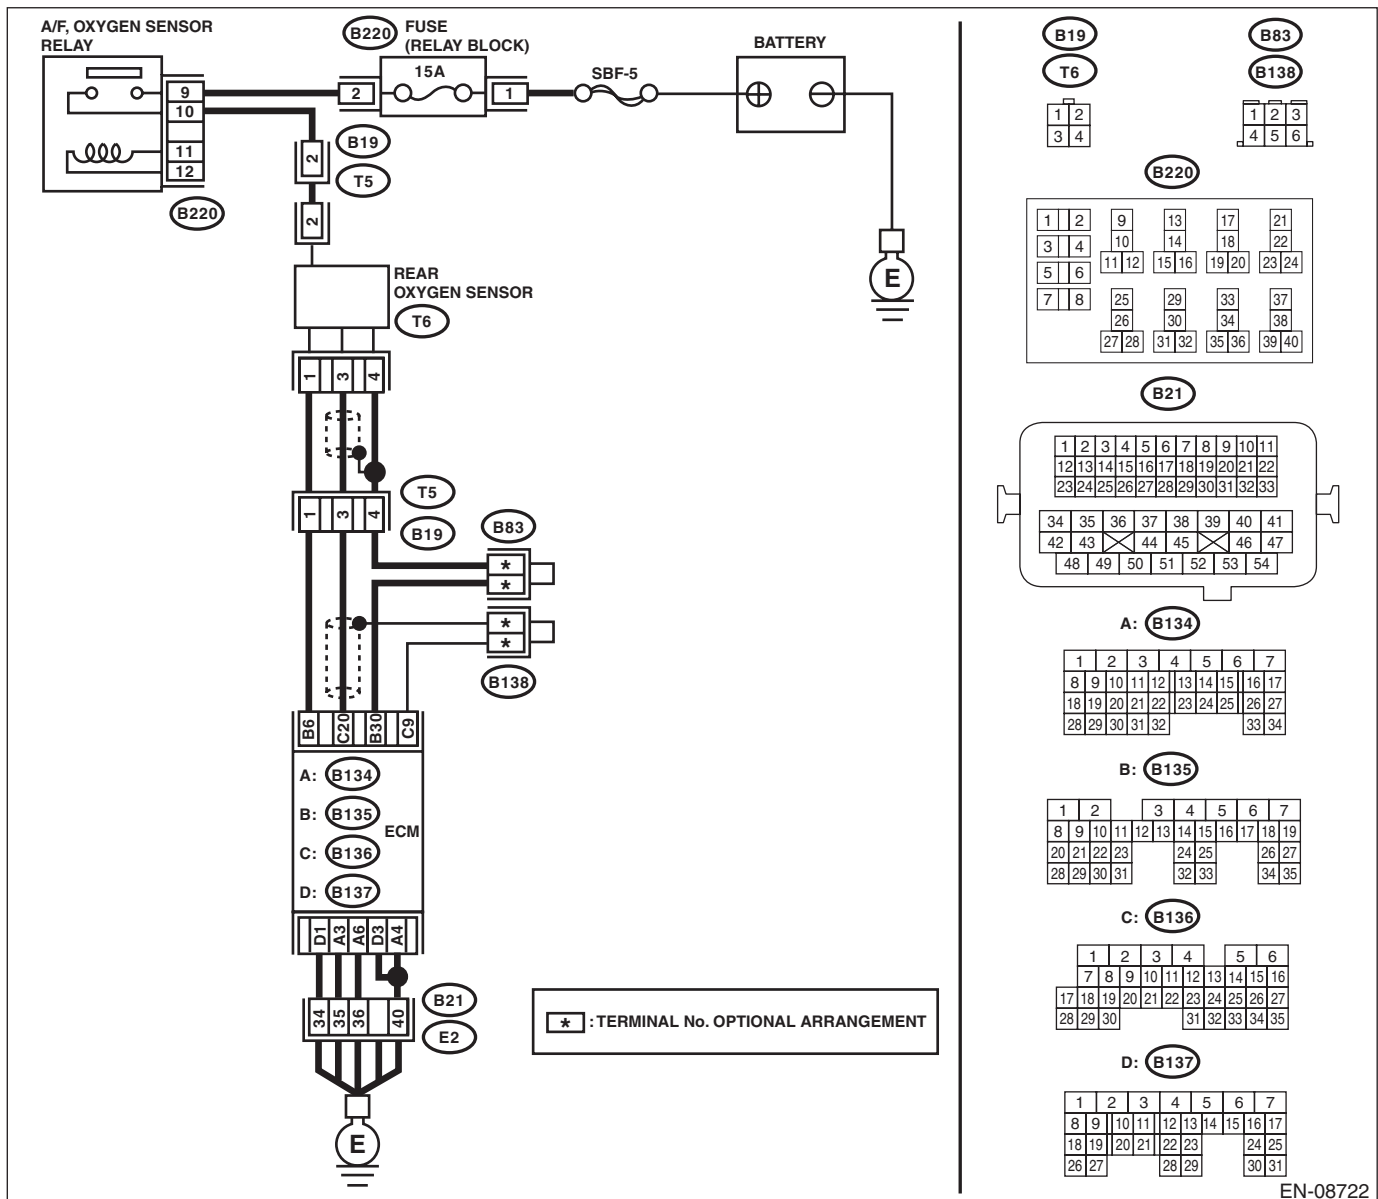 A/F, OXYGEN SENSOR
RELAY
B220
FUSE
(RELAY BLOCK)
15A
SBF-5
BATTERY
9
10
11
12
B220
2
1
2
B19
T5
2
REAR
OXYGEN SENSOR
T6
E
1 3 4
T5
B19
1 3 4
B83
*
*
*
*
B138
B6 C20 B30 C9
A: B134
B: B135
C: B136
D: B137
ECM
D1 A3 A6 D3 A4
B21
E2
34 35 36 40
E
* : TERMINAL No. OPTIONAL ARRANGEMENT
B19
T6
1 2
3 4
B83
B138
1 2 3
4 5 6
B220
1 2 9 13 17 21
3 4 10 14 18 22
11 12 15 16 19 20 23 24
5 6
7 8 25 29 33 37
26 30 34 38
27 28 31 32 35 36 39 40
B21
1 2 3 4 5 6 7 8 9 10 11
12 13 14 15 16 17 18 19 20 21 22
23 24 25 26 27 28 29 30 31 32 33
34 35 36 37 38 39 40 41
42 43 44 45 46 47
48 49 50 51 52 53 54
A: B134
1 2 3 4 5 6 7
8 9 10 11 12 13 14 15 16 17
18 19 20 21 22 23 24 25 26 27
28 29 30 31 32 33 34
B: B135
1 2 3 4 5 6 7
8 9 10 11 12 13 14 15 16 17 18 19
20 21 22 23 24 25 26 27
28 29 30 31 32 33 34 35
C: B136
1 2 3 4 5 6
7 8 9 10 11 12 13 14 15 16
17 18 19 20 21 22 23 24 25 26 27
28 29 30 31 32 33 34 35
D: B137
1 2 3 4 5 6 7
8 9 10 11 12 13 14 15 16 17
18 19 20 21 22 23 24 25
26 27 28 29 30 31
EN-08722